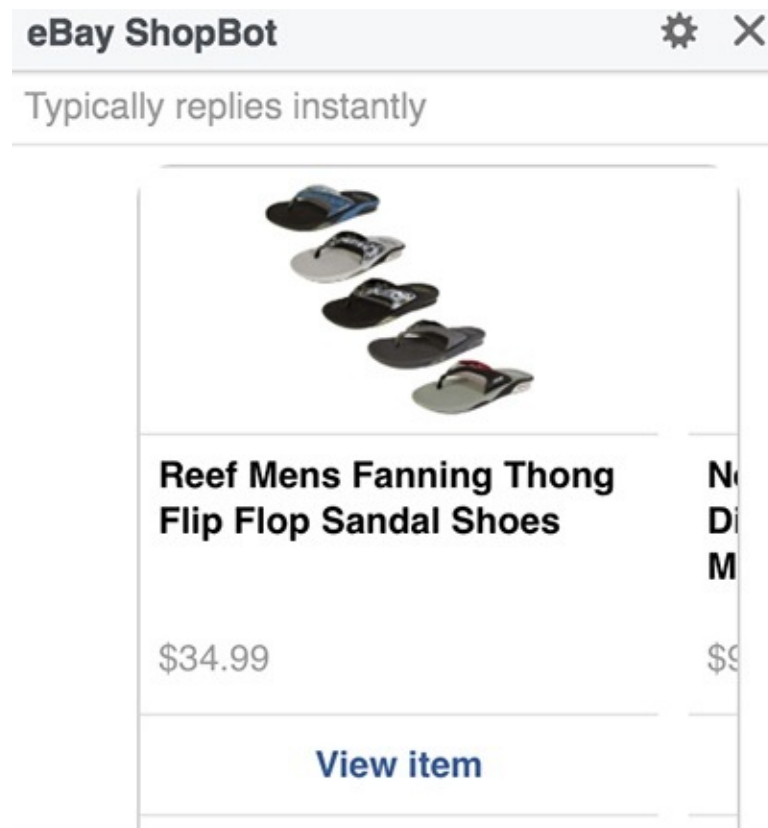 eBay ShopBot
Typically replies instantly
Reef Mens Fanning Thong
Flip Flop Sandal Shoes
$34.99
View item